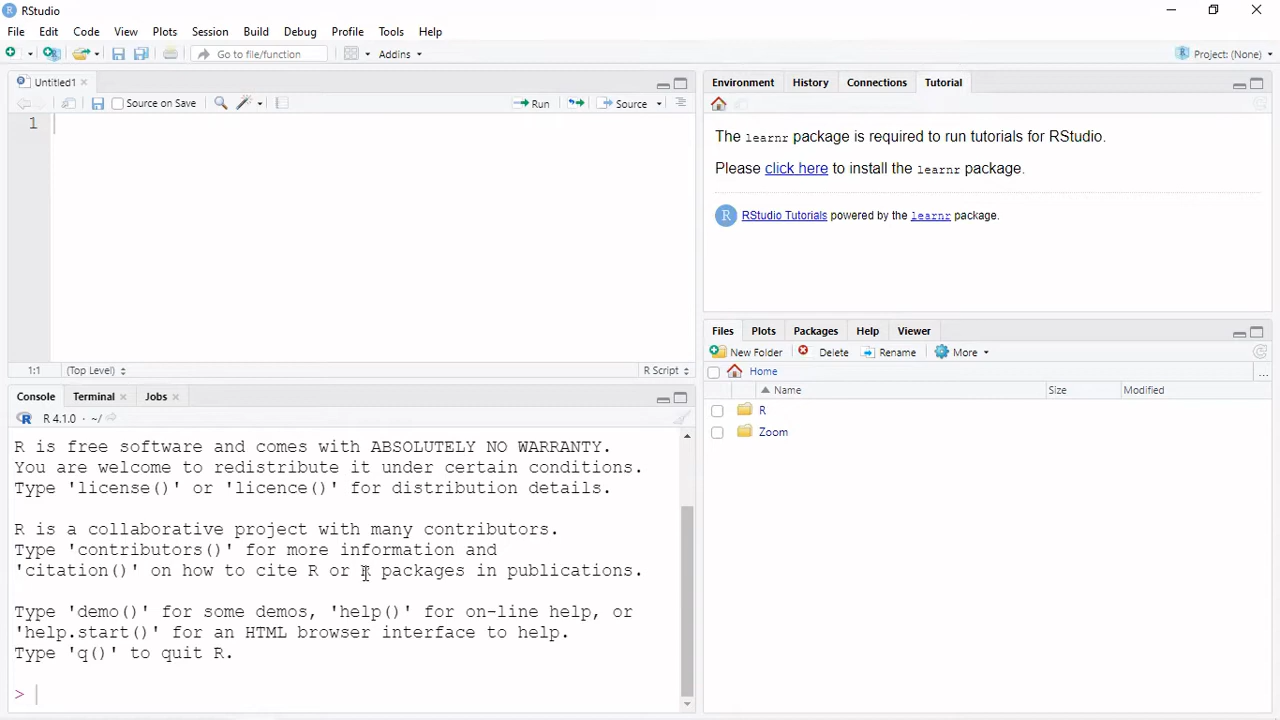 RStudio
File Edit Code View Plots Session Build Debug Profile Tools Help
Go to file/function Addins Project: (None)
Untitled1
Source on Save Run Source
1
1:1 (Top Level) R Script
Console Terminal Jobs
R 4.1.0 · ~/
R is free software and comes with ABSOLUTELY NO WARRANTY.
You are welcome to redistribute it under certain conditions.
Type 'license()' or 'licence()' for distribution details.
R is a collaborative project with many contributors.
Type 'contributors()' for more information and
'citation()' on how to cite R or R packages in publications.
Type 'demo()' for some demos, 'help()' for on-line help, or
'help.start()' for an HTML browser interface to help.
Type 'q()' to quit R.
>
Environment History Connections Tutorial
The learnr package is required to run tutorials for RStudio.
Please click here to install the learnr package.
R RStudio Tutorials powered by the learnr package.
Files Plots Packages Help Viewer
New Folder Delete Rename More
Home ...
Name Size Modified
R
Zoom